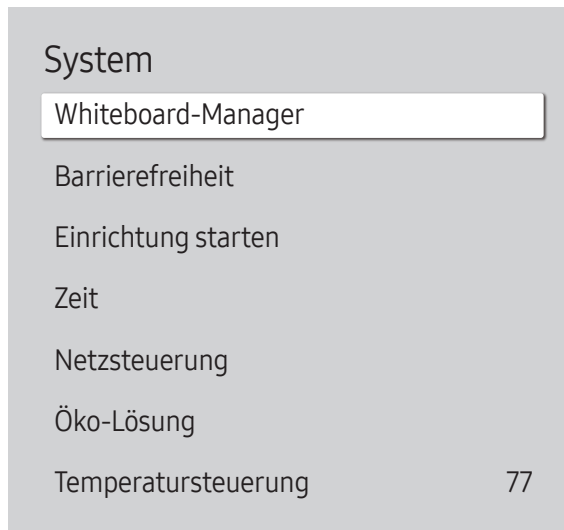 System
Whiteboard-Manager
Barrierefreiheit
Einrichtung starten
Zeit
Netzsteuerung
Öko-Lösung
Temperatursteuerung 77